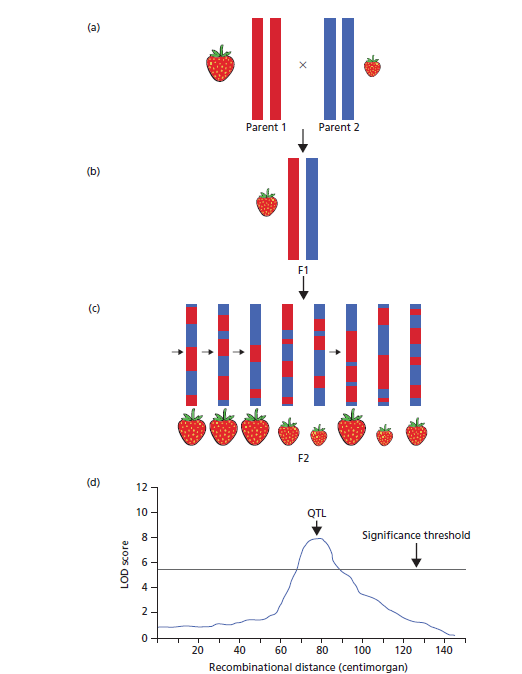 (a)
×
Parent 1 Parent 2
(b)
F1
(c)
F2
(d)
12
10
8
6
4
2
0
LOD score
QTL
Significance threshold
20 40 60 80 100 120 140
Recombinational distance (centimorgan)